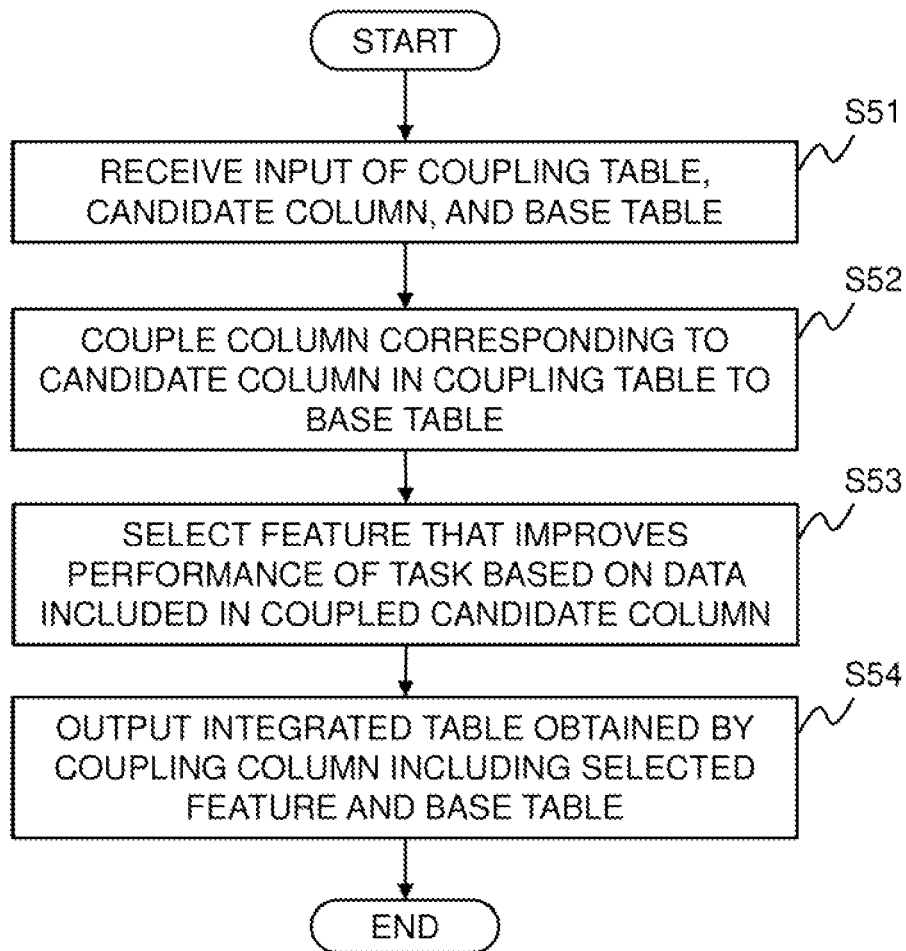 START
S51
RECEIVE INPUT OF COUPLING TABLE,
CANDIDATE COLUMN, AND BASE TABLE
S52
COUPLE COLUMN CORRESPONDING TO
CANDIDATE COLUMN IN COUPLING TABLE TO
BASE TABLE
S53
SELECT FEATURE THAT IMPROVES
PERFORMANCE OF TASK BASED ON DATA
INCLUDED IN COUPLED CANDIDATE COLUMN
S54
OUTPUT INTEGRATED TABLE OBTAINED BY
COUPLING COLUMN INCLUDING SELECTED
FEATURE AND BASE TABLE
END